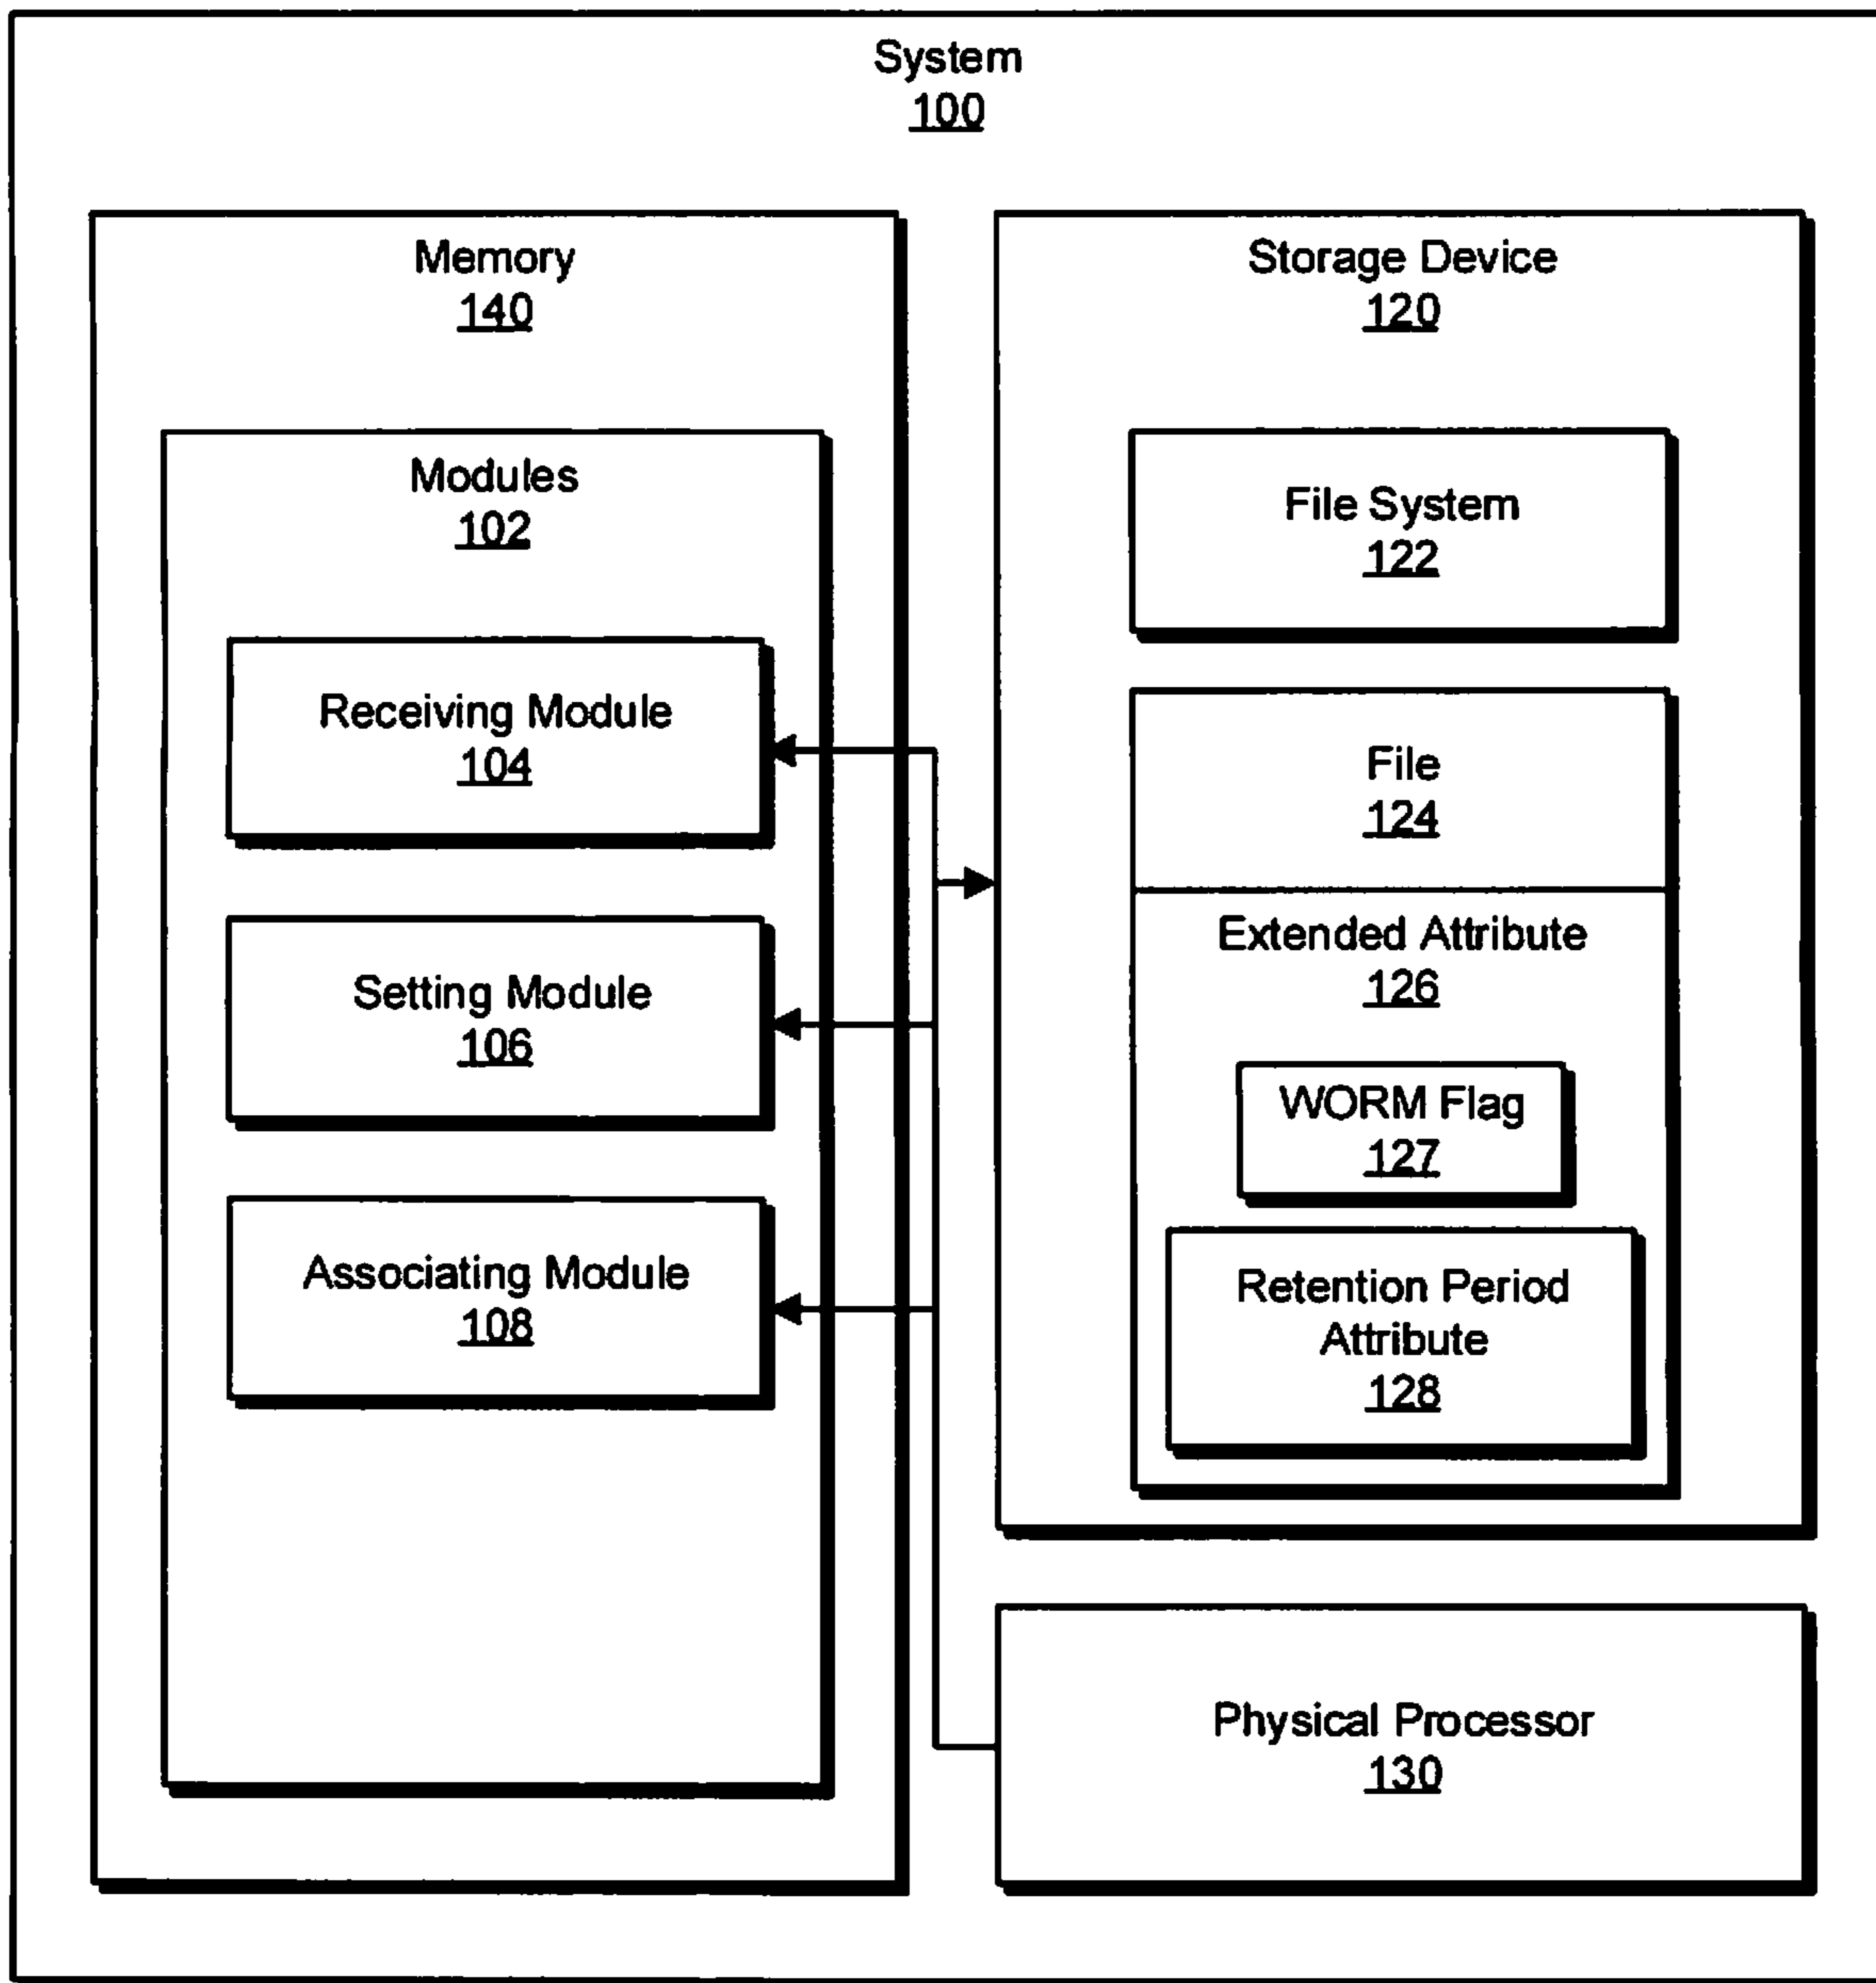 System
100
Memory
140
Modules
102
Receiving Module
104
Setting Module
106
Associating Module
108
Storage Device
120
File System
122
File
124
Extended Attribute
126
WORM Flag
127
Retention Period
Attribute
128
Physical Processor
130